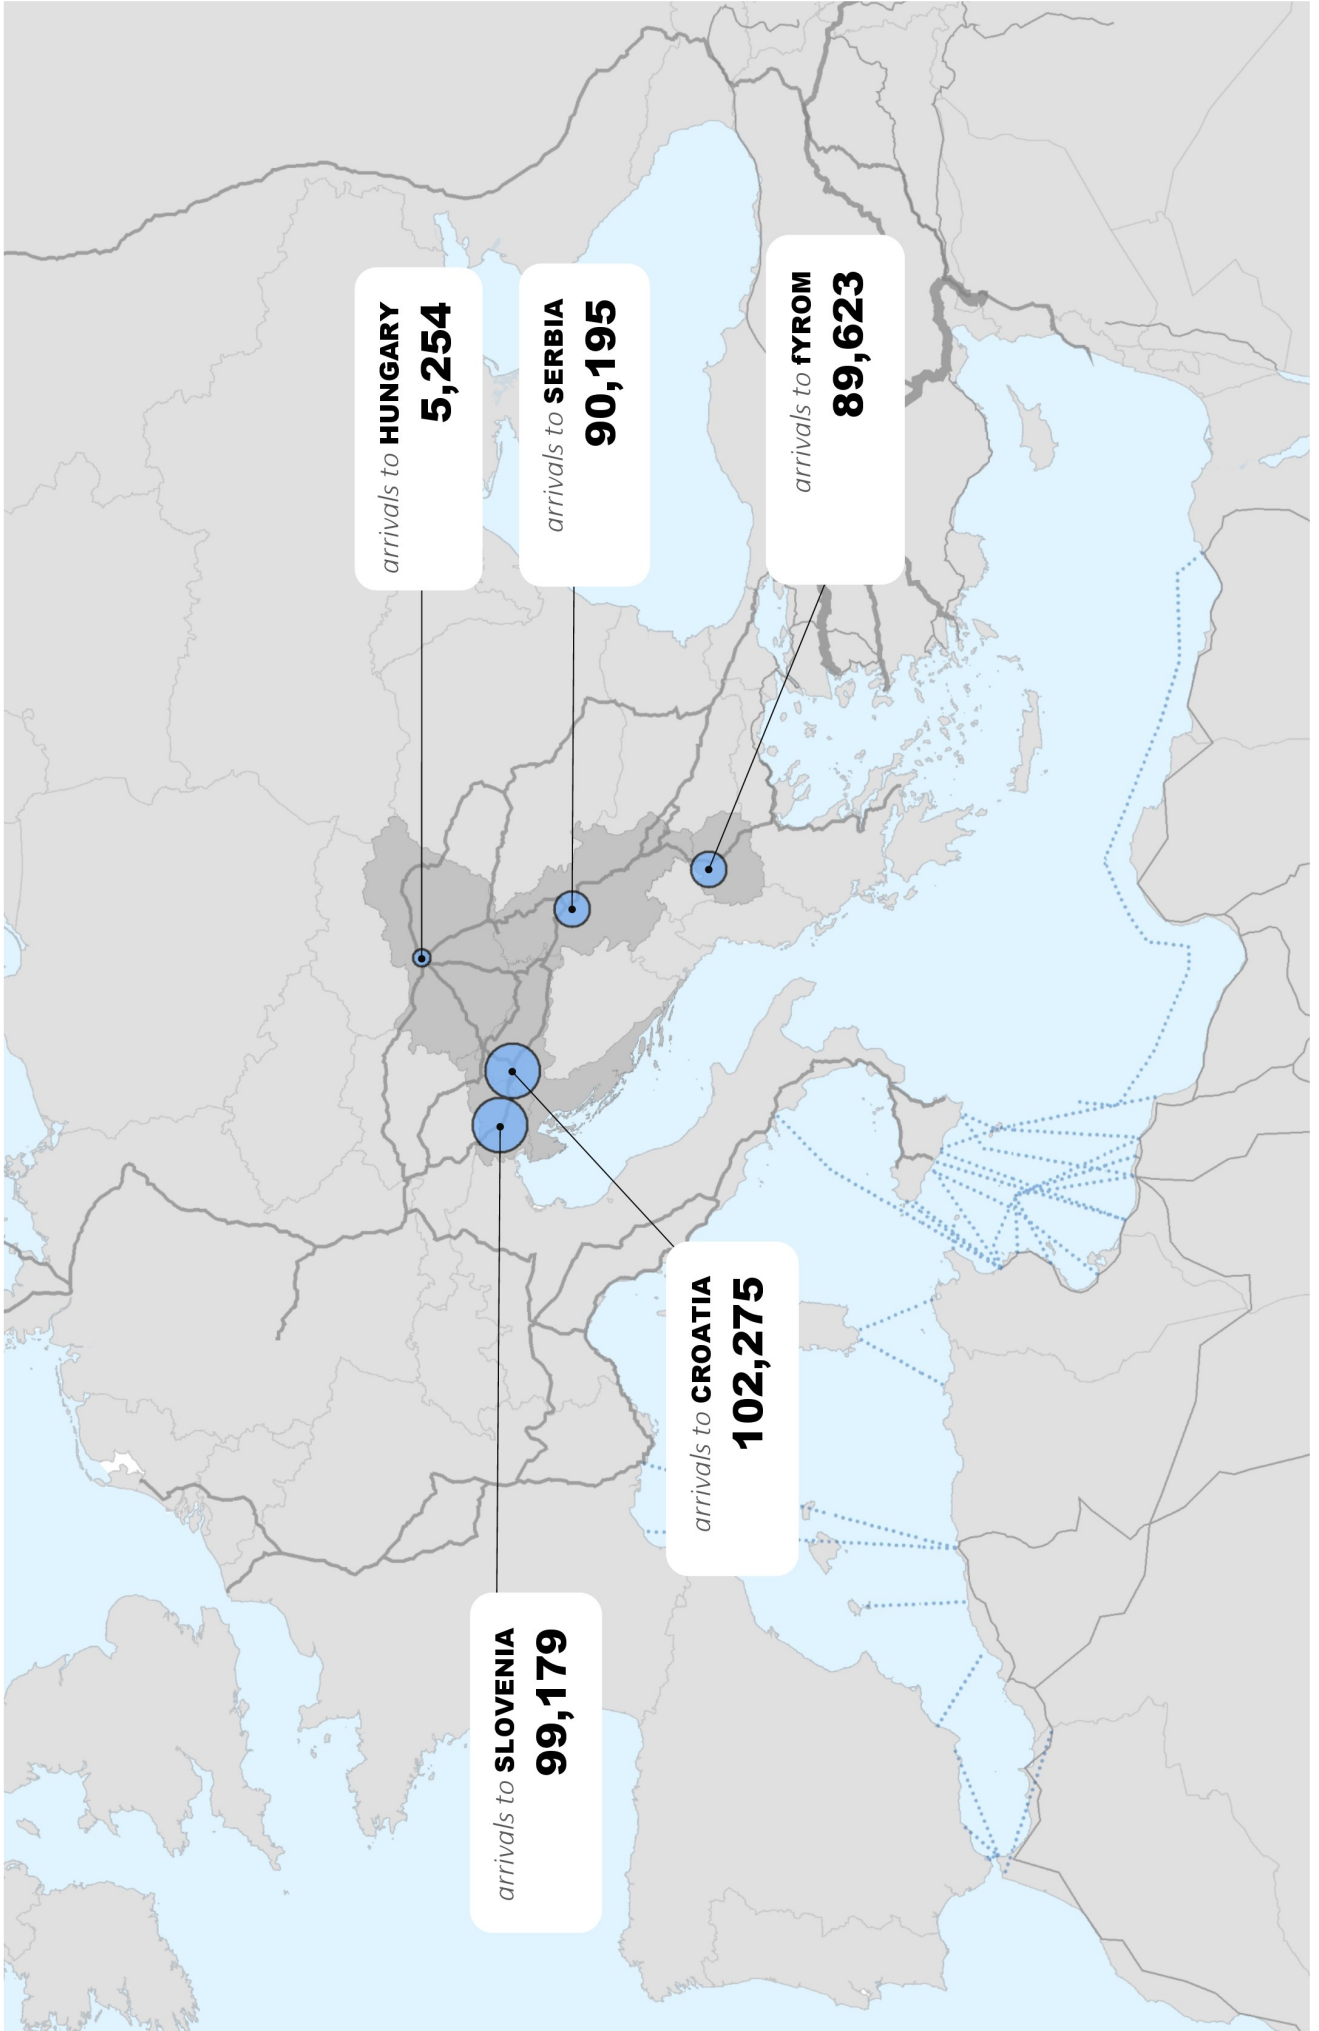 arrivals to HUNGARY
5,254
arrivals to SERBIA
90,195
arrivals to fYROM
89,623
arrivals to SLOVENIA
99,179
arrivals to CROATIA
102,275